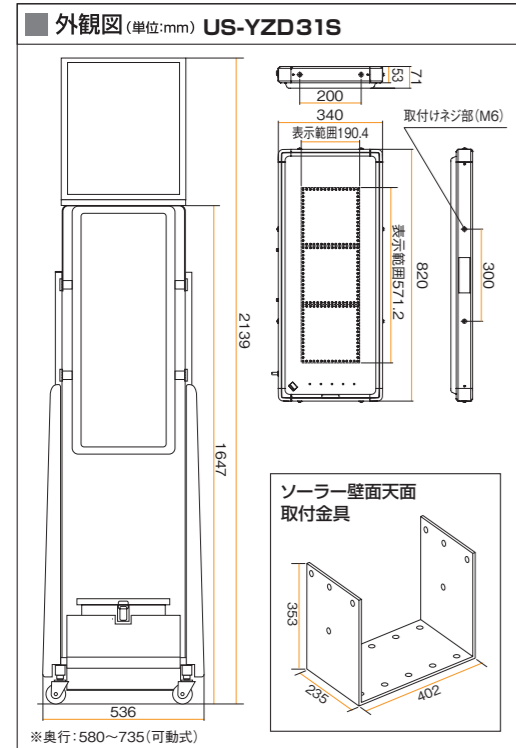 外観図(単位:mm) US-YZD31S
53
71
200
340
表示範囲190.4
取付けネジ部(M6)
表示範囲571.2
820
300
2139
1647
536
※奥行:580〜735(可動式)
ソーラー壁面天面
取付金具
353
235
402